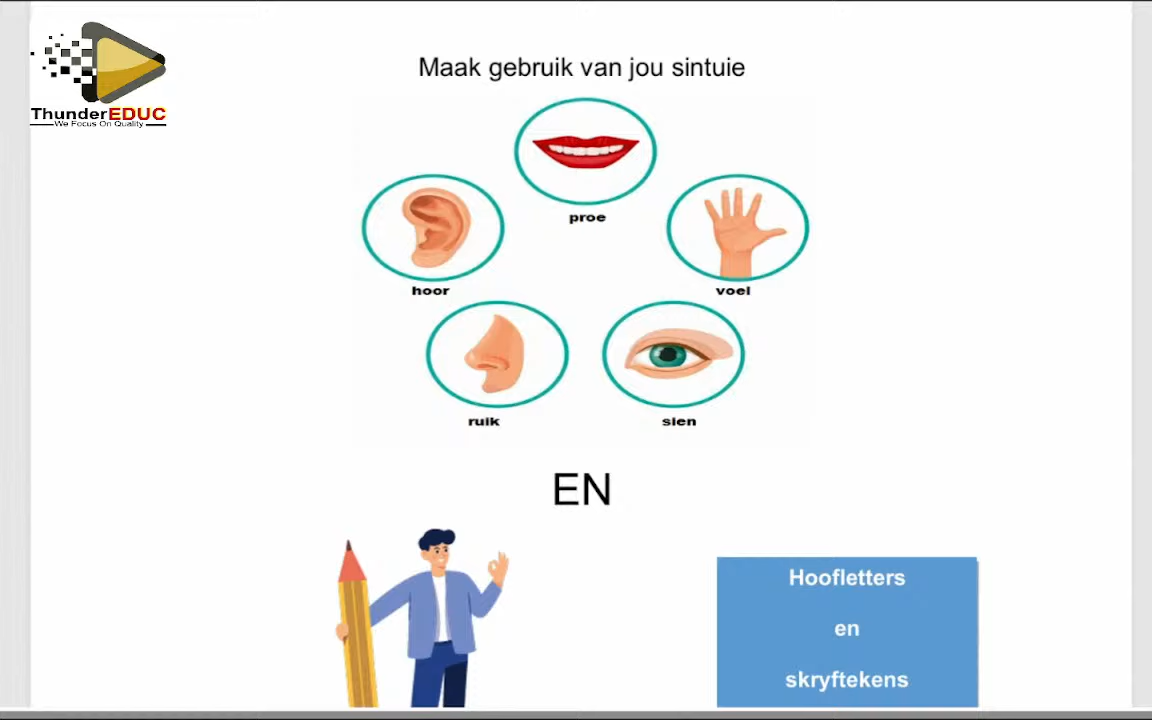 ThunderEDUC
We Focus On Quality
Maak gebruik van jou sintuie
proe
hoor
voel
ruik
sien
EN
Hoofletters
en
skryftekens